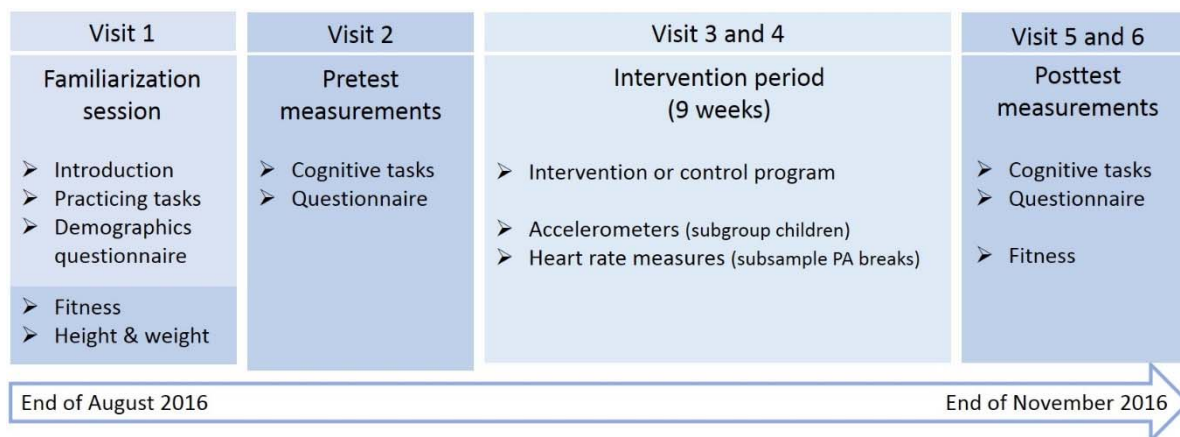 Visit 1
Familiarization
session
➤ Introduction
➤ Practicing tasks
➤ Demographics
questionnaire
➤ Fitness
➤ Height & weight
Visit 2
Pretest
measurements
➤ Cognitive tasks
➤ Questionnaire
Visit 3 and 4
Intervention period
(9 weeks)
➤ Intervention or control program
➤ Accelerometers (subgroup children)
➤ Heart rate measures (subsample PA breaks)
Visit 5 and 6
Posttest
measurements
➤ Cognitive tasks
➤ Questionnaire
➤ Fitness
End of August 2016
End of November 2016